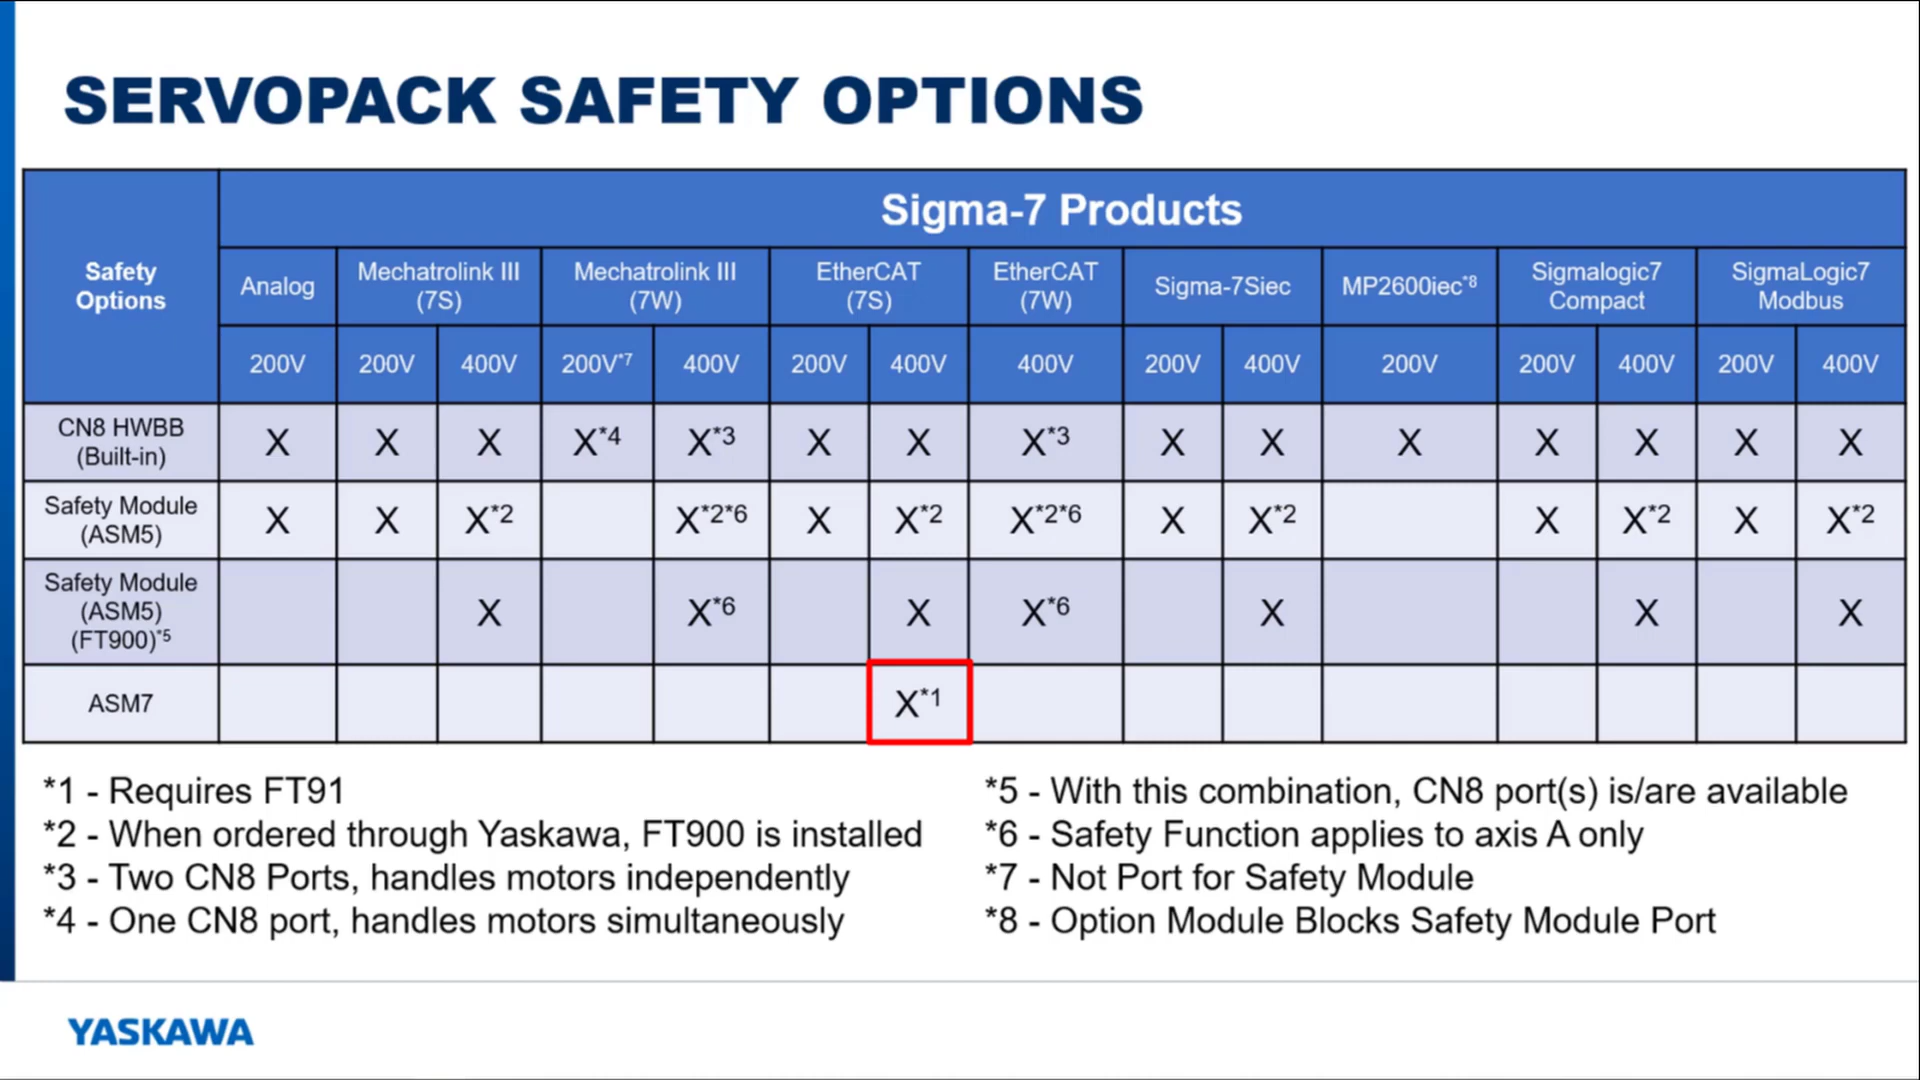 SERVOPACK SAFETY OPTIONS
Safety Options
Sigma-7 Products
Analog
Mechatrolink III (7S)
Mechatrolink III (7W)
EtherCAT (7S)
EtherCAT (7W)
Sigma-7Siec
MP2600iec*8
Sigmalogic7 Compact
SigmaLogic7 Modbus
200V 200V 400V 200V*7 400V 200V 400V 400V 200V 400V 200V 200V 400V 200V 400V
CN8 HWBB (Built-in) X X X X*4 X*3 X X X*3 X X X X X X X
Safety Module (ASM5) X X X*2 X*2*6 X X*2 X*2*6 X X*2 X X*2 X X*2
Safety Module (ASM5) (FT900)*5 X X*6 X X*6 X X X
ASM7 X*1
*1 - Requires FT91
*2 - When ordered through Yaskawa, FT900 is installed
*3 - Two CN8 Ports, handles motors independently
*4 - One CN8 port, handles motors simultaneously
*5 - With this combination, CN8 port(s) is/are available
*6 - Safety Function applies to axis A only
*7 - Not Port for Safety Module
*8 - Option Module Blocks Safety Module Port
YASKAWA